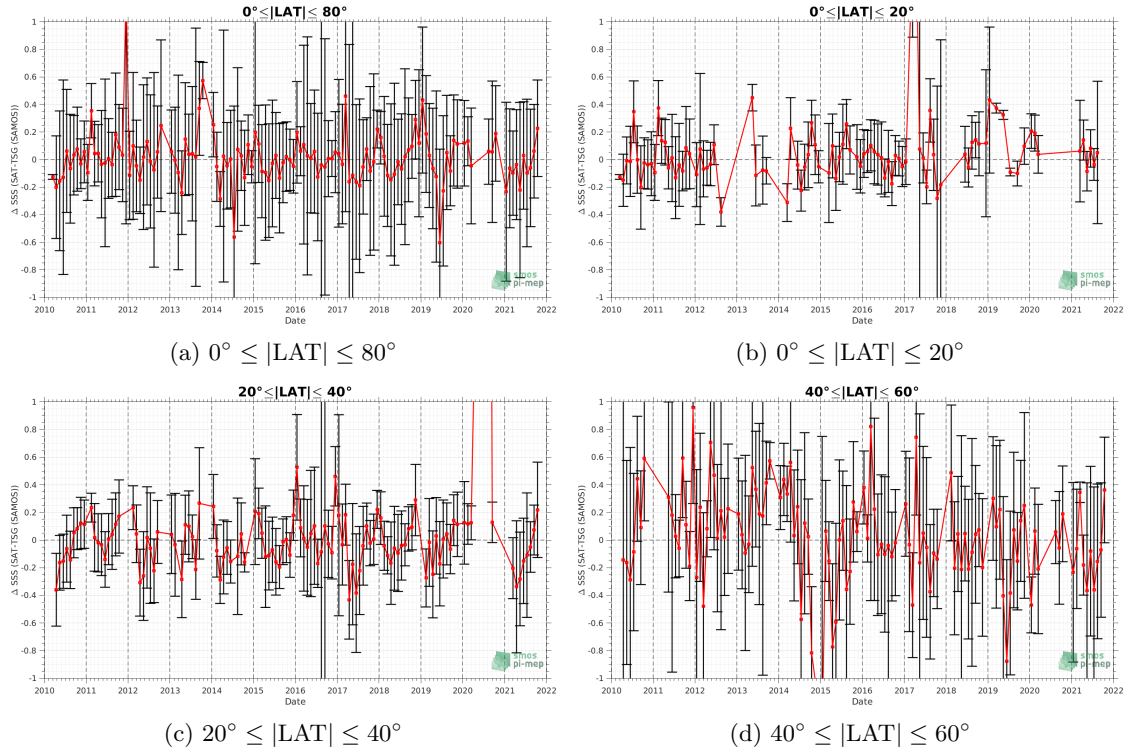 0°≤|LAT|≤ 80°
Δ SSS (SAT-TSG (SAMOS))
1
0.8
0.6
0.4
0.2
0
-0.2
-0.4
-0.6
-0.8
-1
2010 2011 2012 2013 2014 2015 2016 2017 2018 2019 2020 2021 2022
Date
smos
pi-mep
(a) 0° ≤ |LAT| ≤ 80°
0°≤|LAT|≤ 20°
Δ SSS (SAT-TSG (SAMOS))
1
0.8
0.6
0.4
0.2
0
-0.2
-0.4
-0.6
-0.8
-1
2010 2011 2012 2013 2014 2015 2016 2017 2018 2019 2020 2021 2022
Date
smos
pi-mep
(b) 0° ≤ |LAT| ≤ 20°
20°≤|LAT|≤ 40°
Δ SSS (SAT-TSG (SAMOS))
1
0.8
0.6
0.4
0.2
0
-0.2
-0.4
-0.6
-0.8
-1
2010 2011 2012 2013 2014 2015 2016 2017 2018 2019 2020 2021 2022
Date
smos
pi-mep
(c) 20° ≤ |LAT| ≤ 40°
40°≤|LAT|≤ 60°
Δ SSS (SAT-TSG (SAMOS))
1
0.8
0.6
0.4
0.2
0
-0.2
-0.4
-0.6
-0.8
-1
2010 2011 2012 2013 2014 2015 2016 2017 2018 2019 2020 2021 2022
Date
smos
pi-mep
(d) 40° ≤ |LAT| ≤ 60°